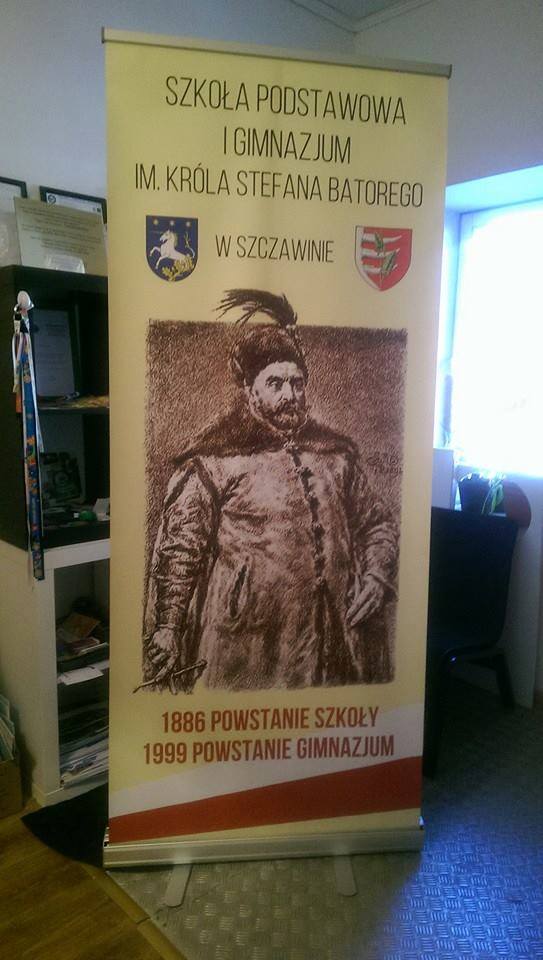 SZKOŁA PODSTAWOWA
I GIMNAZJUM
IM. KRÓLA STEFANA BATOREGO
W SZCZAWINIE
1886 POWSTANIE SZKOŁY
1999 POWSTANIE GIMNAZJUM